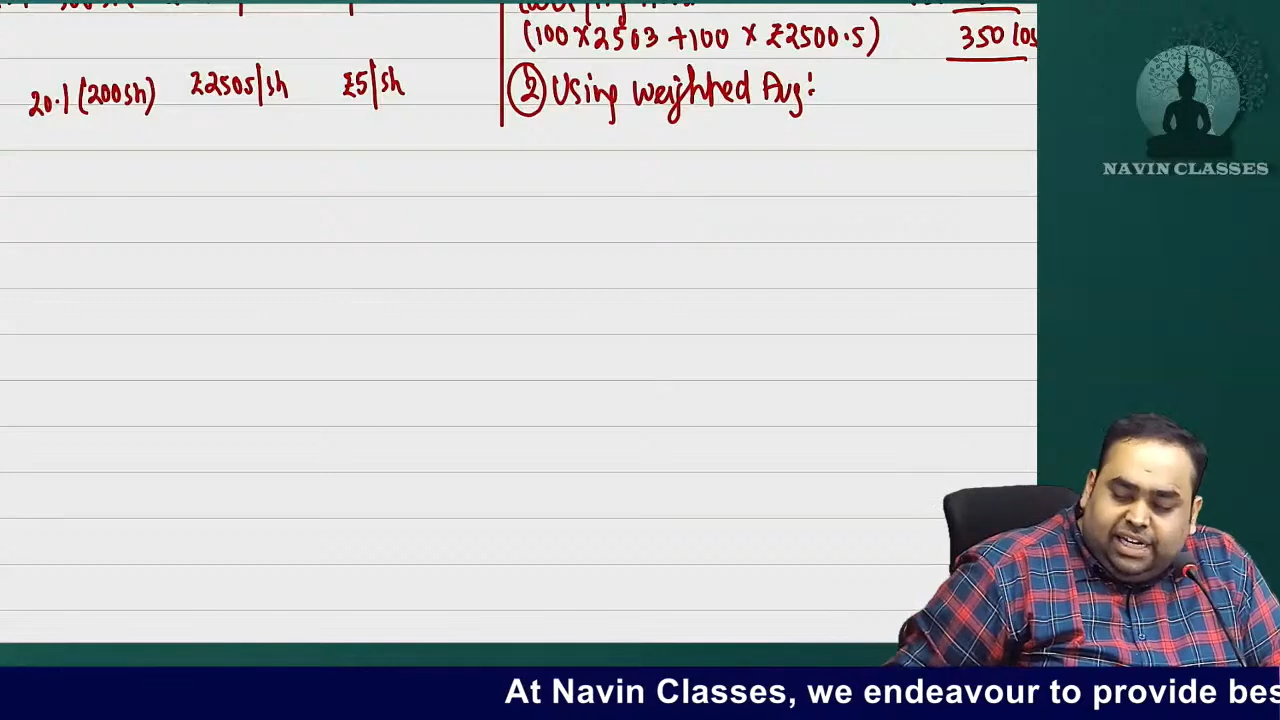 (100 x 2503 + 100 x ₹2500.5) 350 los
20.1 (200sh) ₹2505/sh ₹5/sh
② Using Weighted Avg:
NAVIN CLASSES
At Navin Classes, we endeavour to provide bes